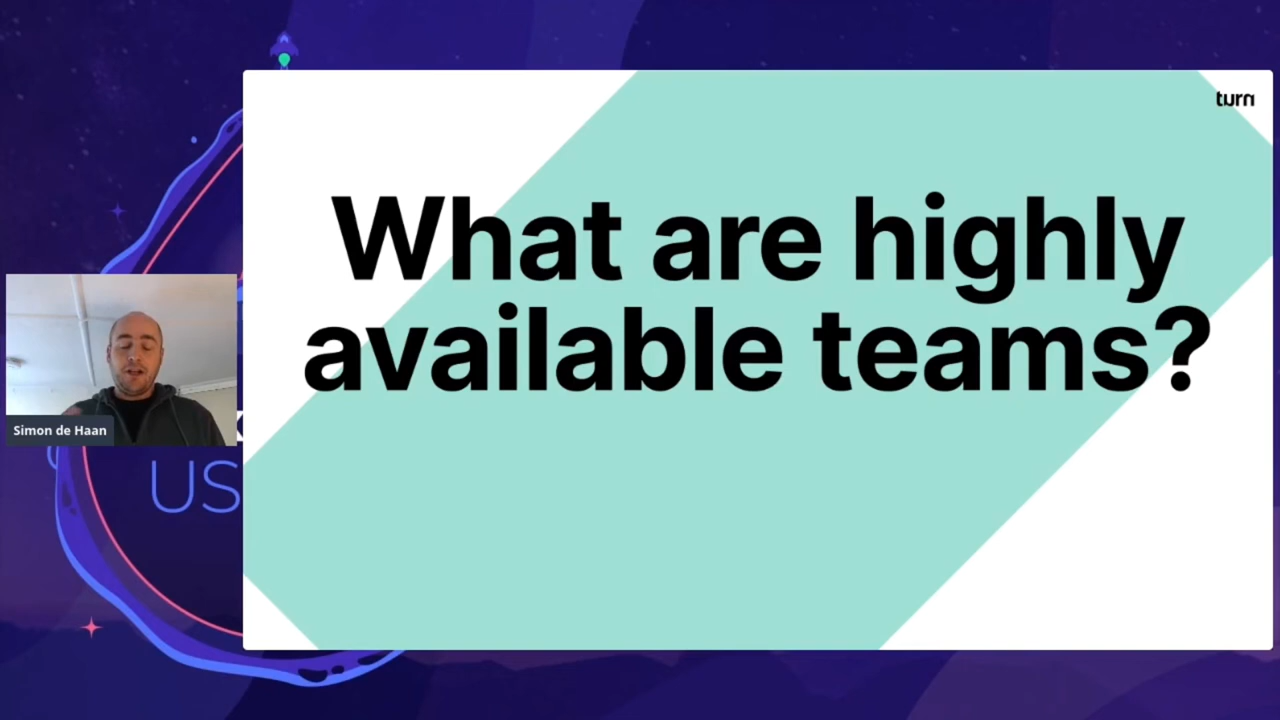 turn
What are highly
available teams?
Simon de Haan
US